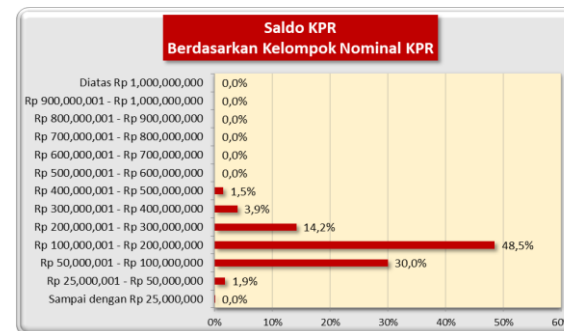 Saldo KPR
Berdasarkan Kelompok Nominal KPR
Diatas Rp 1,000,000,000 0,0%
Rp 900,000,001 - Rp 1,000,000,000 0,0%
Rp 800,000,001 - Rp 900,000,000 0,0%
Rp 700,000,001 - Rp 800,000,000 0,0%
Rp 600,000,001 - Rp 700,000,000 0,0%
Rp 500,000,001 - Rp 600,000,000 0,0%
Rp 400,000,001 - Rp 500,000,000 1,5%
Rp 300,000,001 - Rp 400,000,000 3,9%
Rp 200,000,001 - Rp 300,000,000 14,2%
Rp 100,000,001 - Rp 200,000,000 48,5%
Rp 50,000,001 - Rp 100,000,000 30,0%
Rp 25,000,001 - Rp 50,000,000 1,9%
Sampai dengan Rp 25,000,000 0,0%
0% 10% 20% 30% 40% 50% 60